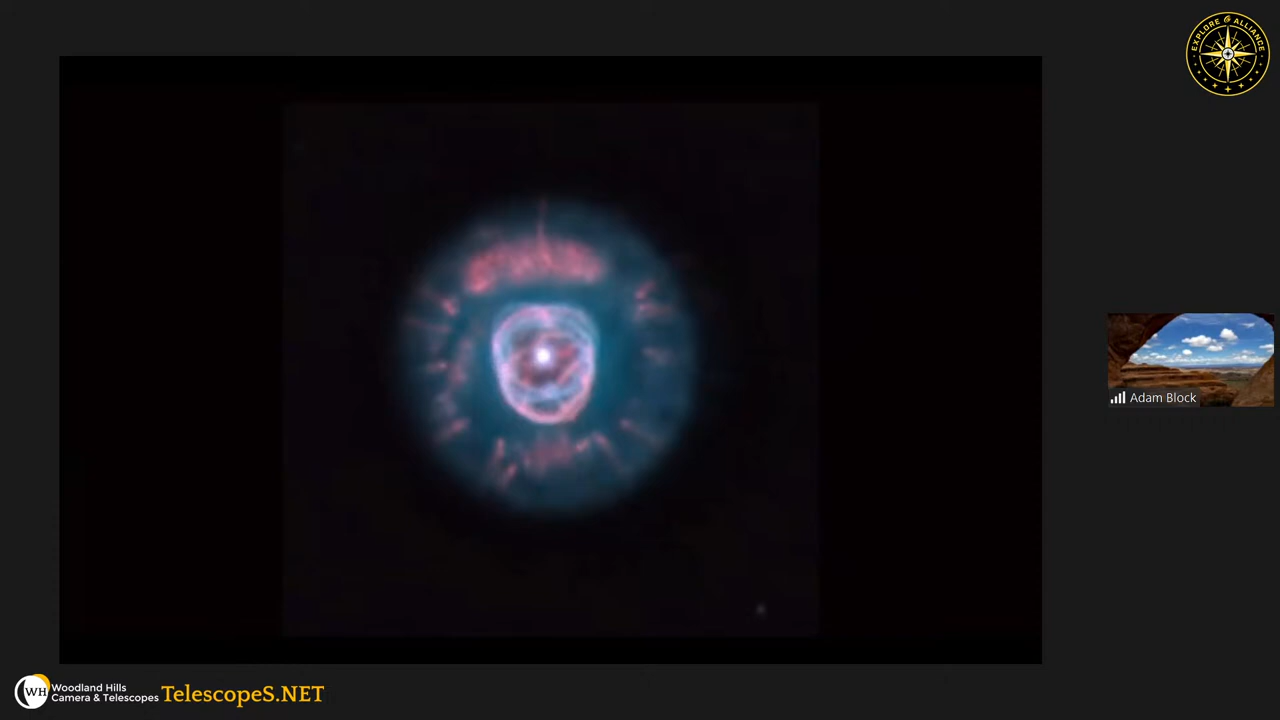 EXPLORE ALLIANCE
Adam Block
WH
Woodland Hills
Camera & Telescopes
TelescopeS.NET